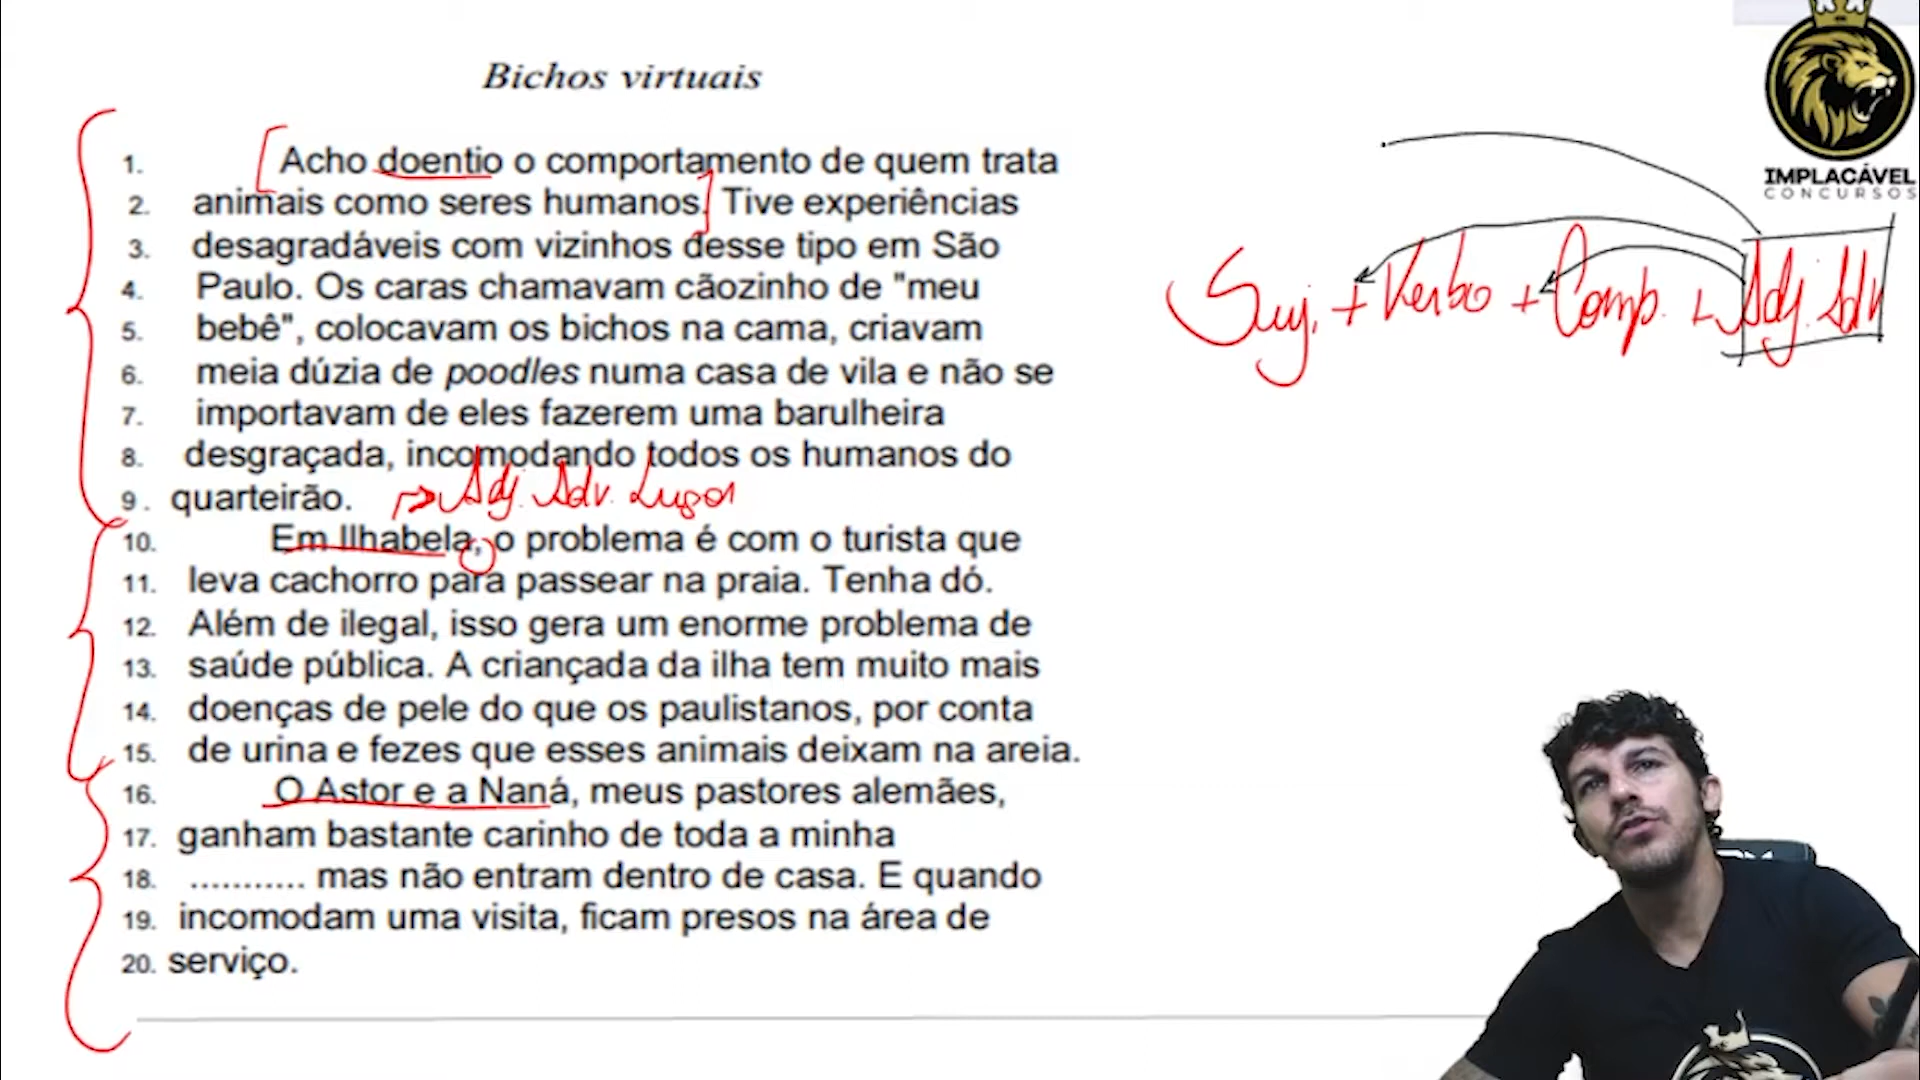 Bichos virtuais
IMPLACÁVEL
CONCURSOS
1. Acho doentio o comportamento de quem trata
2. animais como seres humanos. Tive experiências
3. desagradáveis com vizinhos desse tipo em São
4. Paulo. Os caras chamavam cãozinho de "meu
5. bebê", colocavam os bichos na cama, criavam
6. meia dúzia de poodles numa casa de vila e não se
7. importavam de eles fazerem uma barulheira
8. desgraçada, incomodando todos os humanos do
9. quarteirão.
Adj. Adv. Lugar
10. Em Ilhabela, o problema é com o turista que
11. leva cachorro para passear na praia. Tenha dó.
12. Além de ilegal, isso gera um enorme problema de
13. saúde pública. A criançada da ilha tem muito mais
14. doenças de pele do que os paulistanos, por conta
15. de urina e fezes que esses animais deixam na areia.
16. O Astor e a Naná, meus pastores alemães,
17. ganham bastante carinho de toda a minha
18. ........... mas não entram dentro de casa. E quando
19. incomodam uma visita, ficam presos na área de
20. serviço.
Suj. + Verbo + Comp. + Adj. Adv